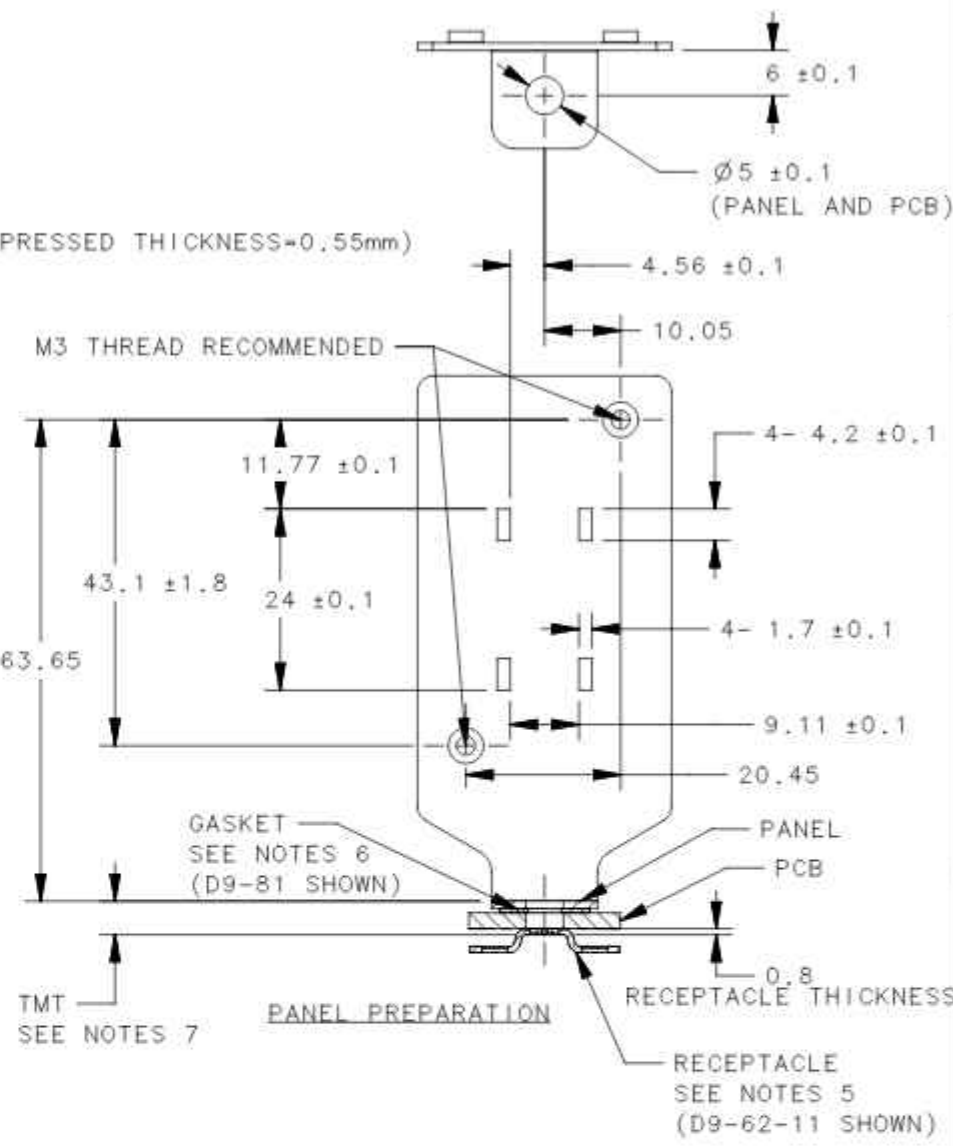 6 ±0.1
Ø5 ±0.1
(PANEL AND PCB)
PRESSED THICKNESS=0.55mm)
4.56 ±0.1
10.05
M3 THREAD RECOMMENDED
4- 4.2 ±0.1
11.77 ±0.1
43.1 ±1.8
24 ±0.1
4- 1.7 ±0.1
63.65
9.11 ±0.1
20.45
GASKET
SEE NOTES 6
(D9-81 SHOWN)
PANEL
PCB
0.8
RECEPTACLE THICKNESS
TMT
SEE NOTES 7
PANEL PREPARATION
RECEPTACLE
SEE NOTES 5
(D9-62-11 SHOWN)